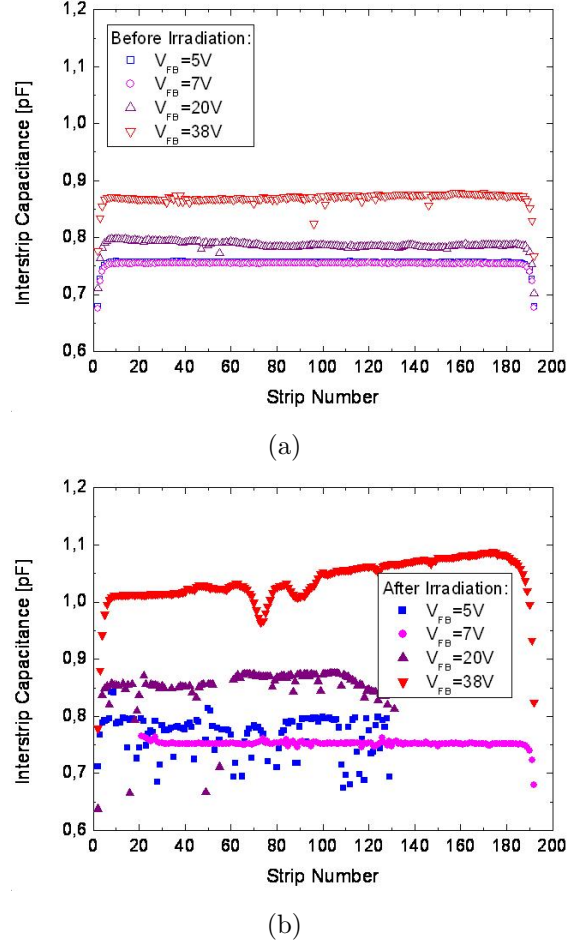 (a)
1,2
1,1
1,0
0,9
0,8
0,7
0,6
Interstrip Capacitance [pF]
Before Irradiation:
V_FB=5V
V_FB=7V
V_FB=20V
V_FB=38V
0 20 40 60 80 100 120 140 160 180 200
Strip Number
(a)
1,2
1,1
1,0
0,9
0,8
0,7
0,6
Interstrip Capacitance [pF]
After Irradiation:
V_FB=5V
V_FB=7V
V_FB=20V
V_FB=38V
0 20 40 60 80 100 120 140 160 180 200
Strip Number
(b)